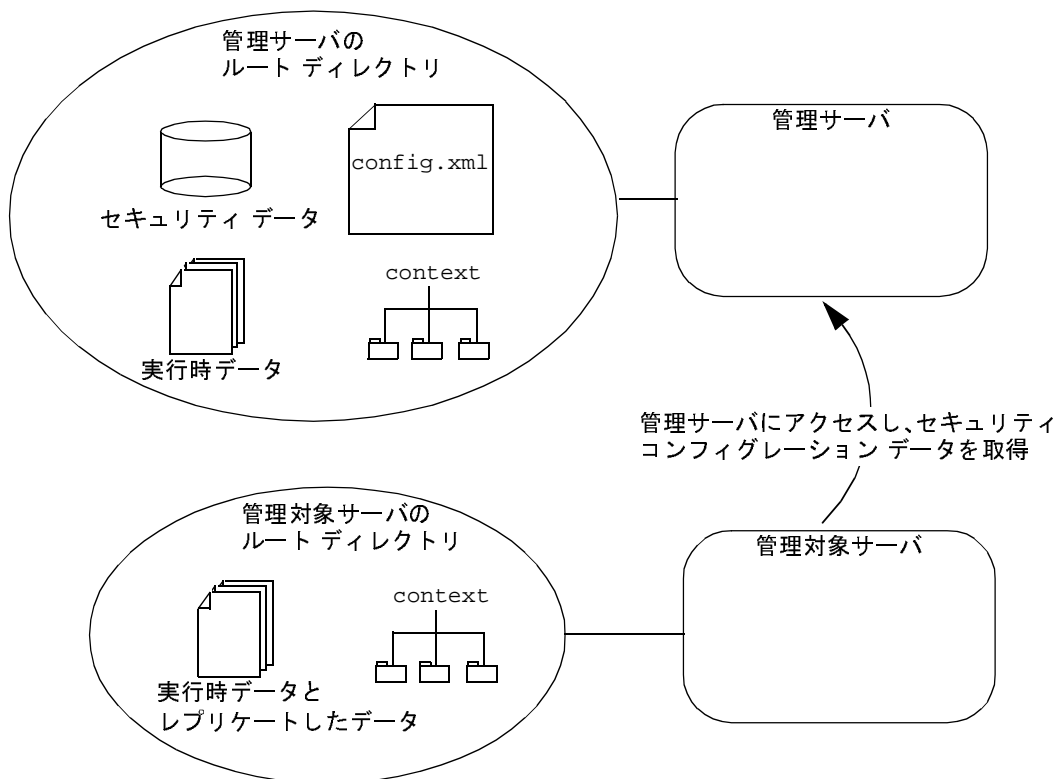 管理サーバの
ルート ディレクトリ
config.xml
セキュリティ データ
context
実行時データ
管理サーバ
管理サーバにアクセスし、セキュリティ
コンフィグレーション データを取得
管理対象サーバの
ルート ディレクトリ
context
実行時データと
レプリケートしたデータ
管理対象サーバ